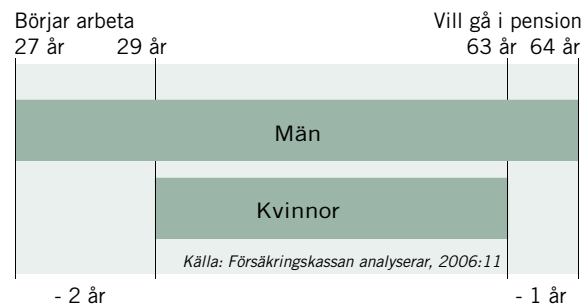 Börjar arbeta Vill gå i pension
27 år 29 år 63 år 64 år
Män
Kvinnor
Källa: Försäkringskassan analyserar, 2006:11
- 2 år - 1 år